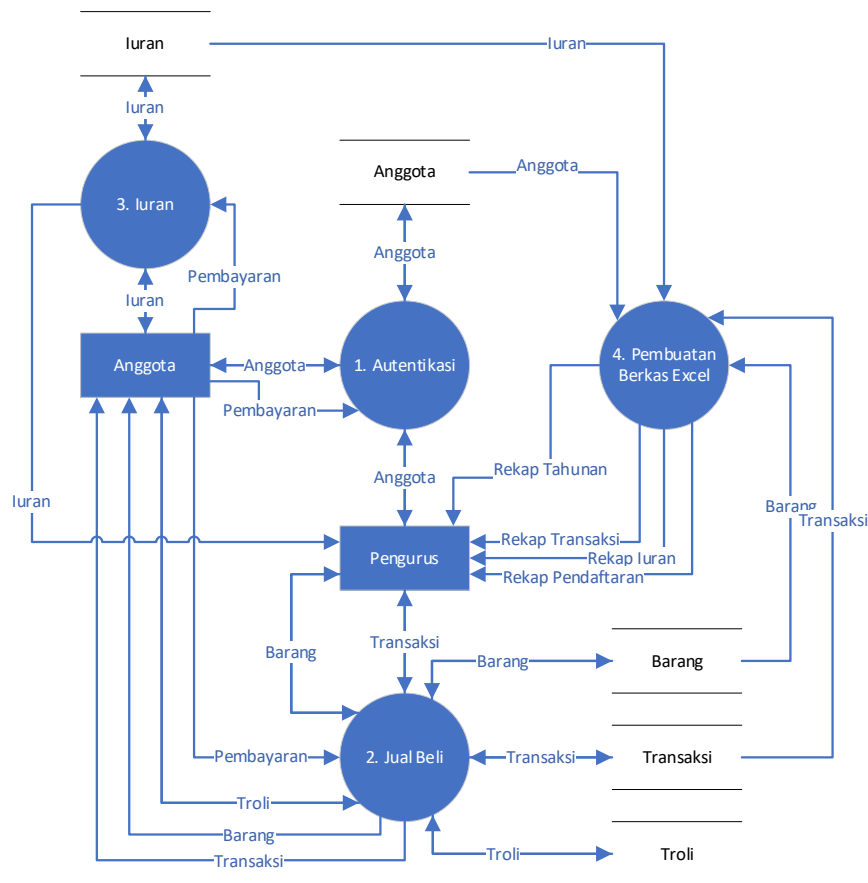 Iuran
Iuran
Iuran
Anggota
Anggota
3. Iuran
Pembayaran
Anggota
Iuran
Anggota
Anggota
1. Autentikasi
4. Pembuatan
Berkas Excel
Pembayaran
Rekap Tahunan
Anggota
Iuran
Barang
Transaksi
Rekap Transaksi
Pengurus
Rekap Iuran
Rekap Pendaftaran
Transaksi
Barang
Barang
Barang
Pembayaran
2. Jual Beli
Transaksi
Transaksi
Troli
Barang
Transaksi
Troli
Troli